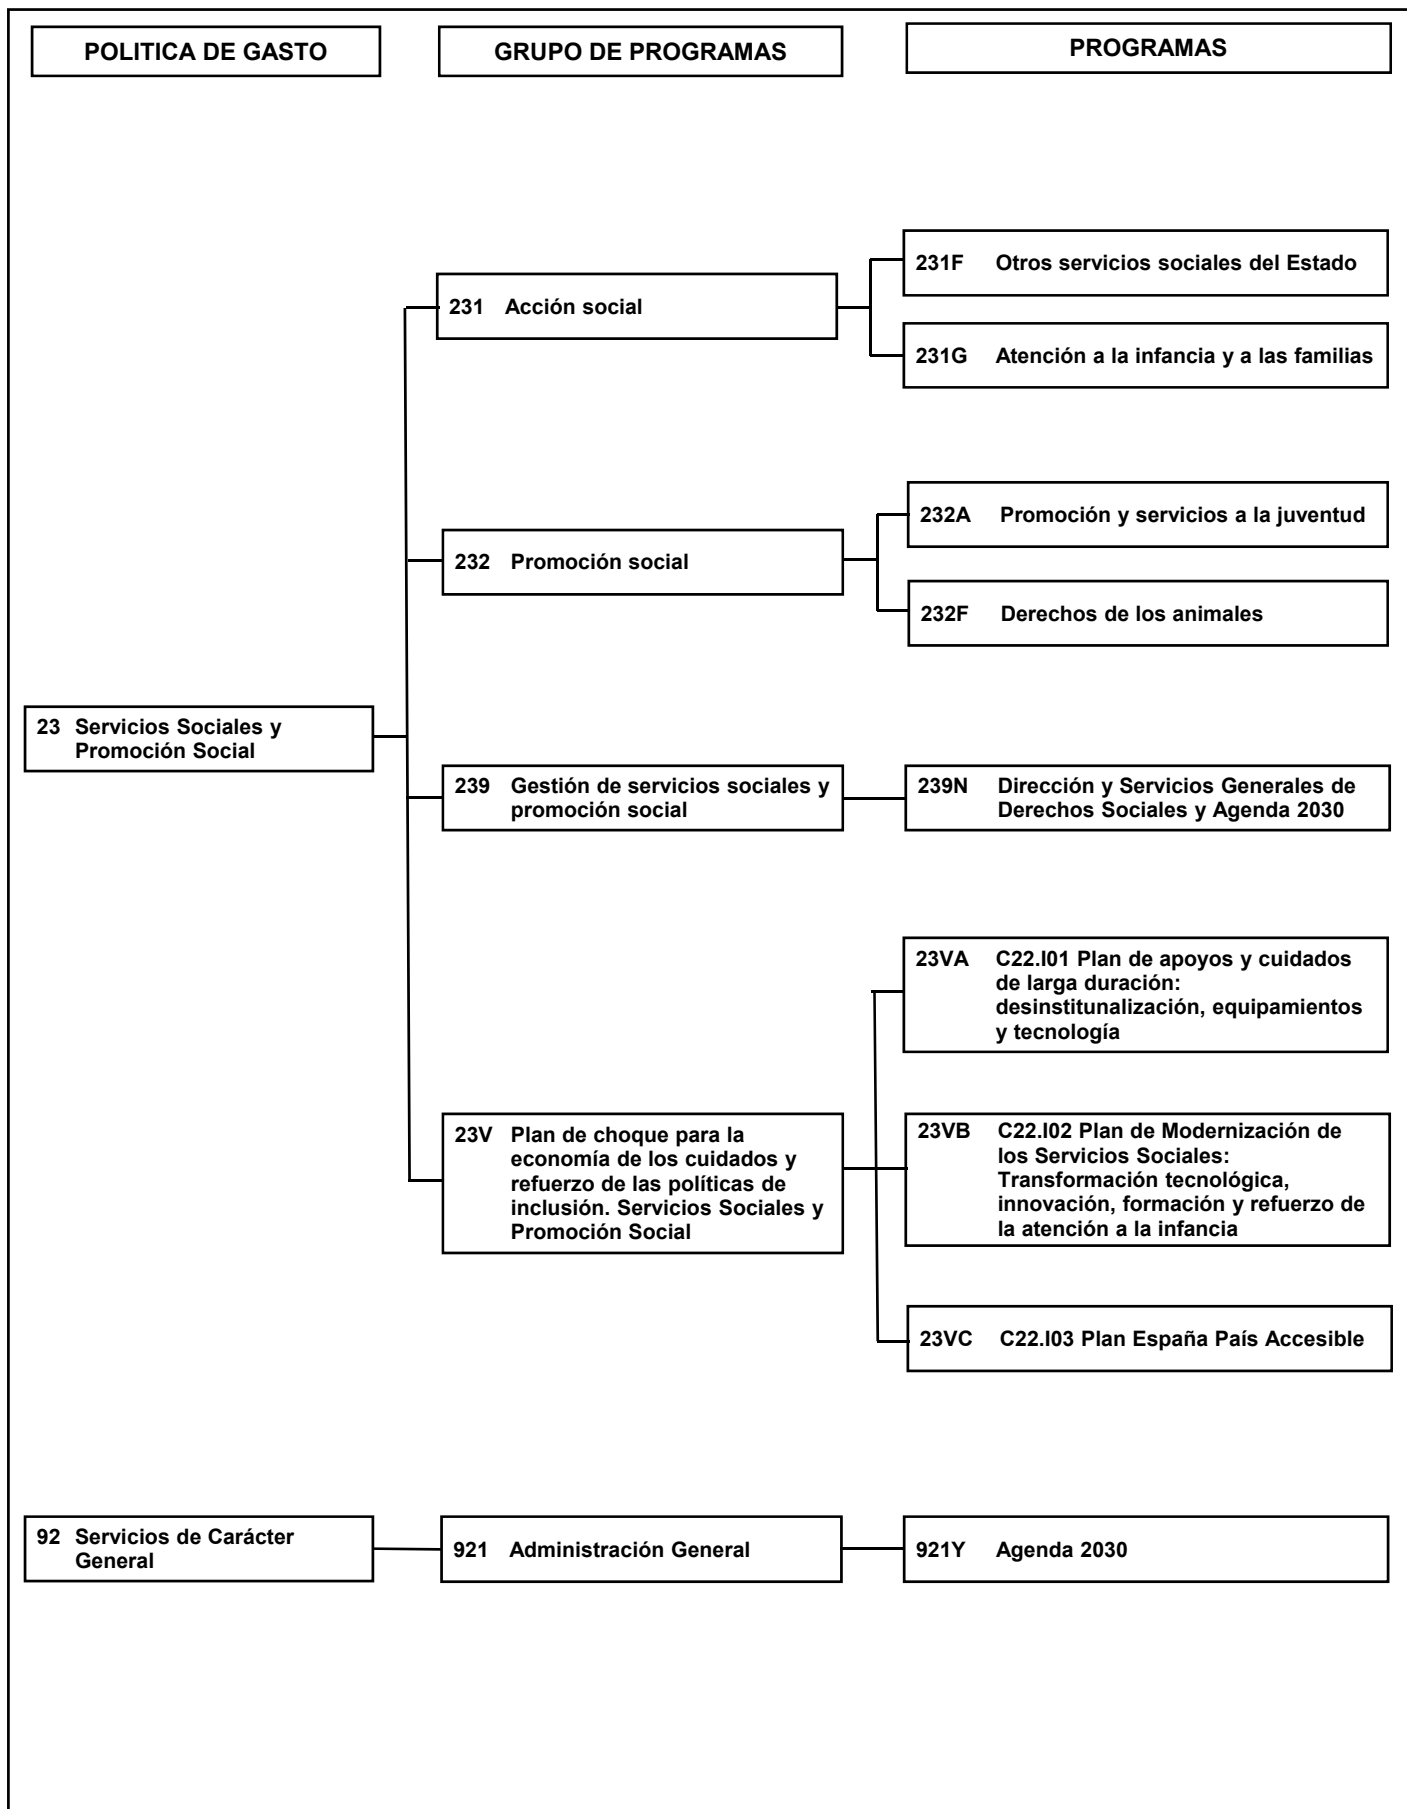 POLITICA DE GASTO
GRUPO DE PROGRAMAS
PROGRAMAS
231F Otros servicios sociales del Estado
231 Acción social
231G Atención a la infancia y a las familias
232A Promoción y servicios a la juventud
232 Promoción social
232F Derechos de los animales
23 Servicios Sociales y
Promoción Social
239 Gestión de servicios sociales y
promoción social
239N Dirección y Servicios Generales de
Derechos Sociales y Agenda 2030
23VA C22.I01 Plan de apoyos y cuidados
de larga duración:
desinstitunalización, equipamientos
y tecnología
23V Plan de choque para la
economía de los cuidados y
refuerzo de las políticas de
inclusión. Servicios Sociales y
Promoción Social
23VB C22.I02 Plan de Modernización de
los Servicios Sociales:
Transformación tecnológica,
innovación, formación y refuerzo de
la atención a la infancia
23VC C22.I03 Plan España País Accesible
92 Servicios de Carácter
General
921 Administración General
921Y Agenda 2030